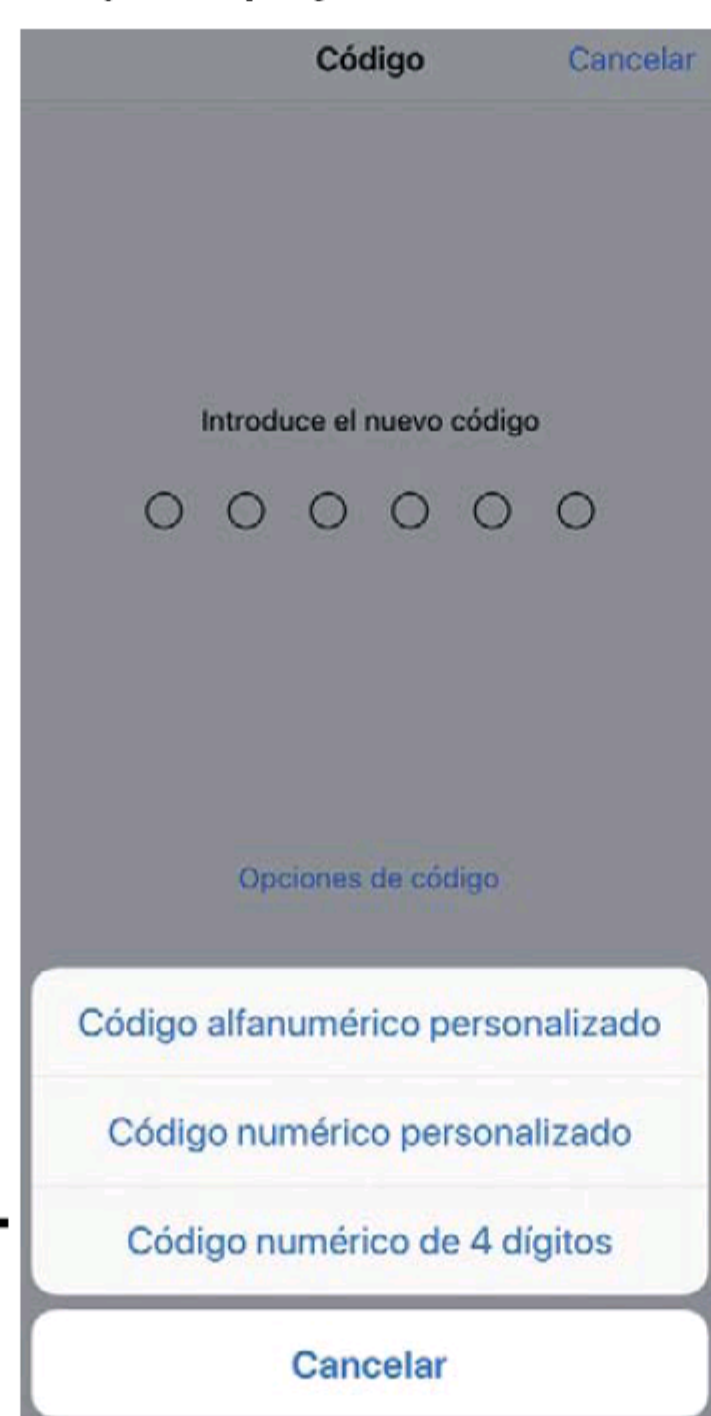 Código Cancelar
Introduce el nuevo código
Opciones de código
Código alfanumérico personalizado
Código numérico personalizado
Código numérico de 4 dígitos
Cancelar